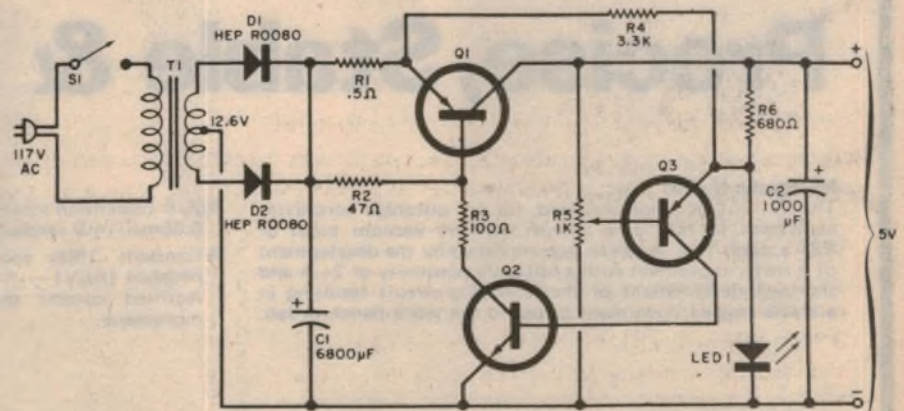 D1
HEP R0080
S1
T1
117V
AC
12.6V
D2
HEP R0080
R1
.5Ω
R2
47Ω
C1
6800µF
Q1
R3
100Ω
Q2
R4
3.3K
R5
1K
Q3
R6
680Ω
C2
1000
µF
LED1
+
+
+
−
5V